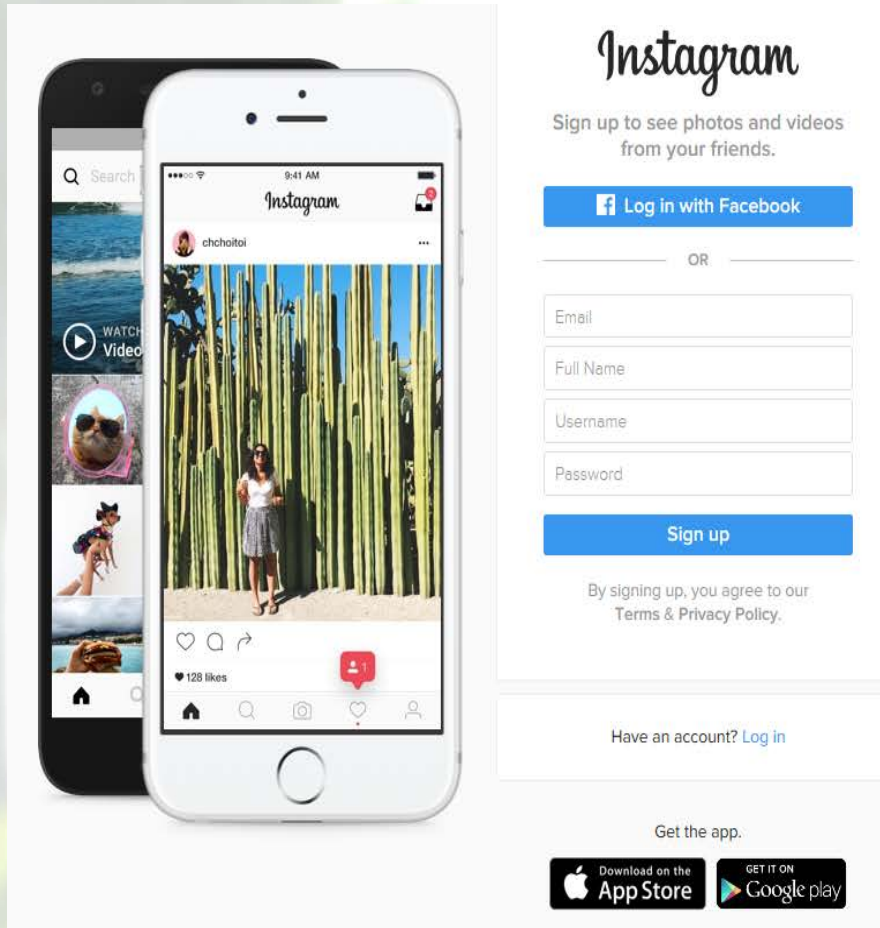 Search
WATCH
Video
9:41 AM
Instagram
2
chchoitoi
128 likes
1
Instagram
Sign up to see photos and videos
from your friends.
Log in with Facebook
OR
Email
Full Name
Username
Password
Sign up
By signing up, you agree to our
Terms & Privacy Policy.
Have an account? Log in
Get the app.
Download on the
App Store
GET IT ON
Google play